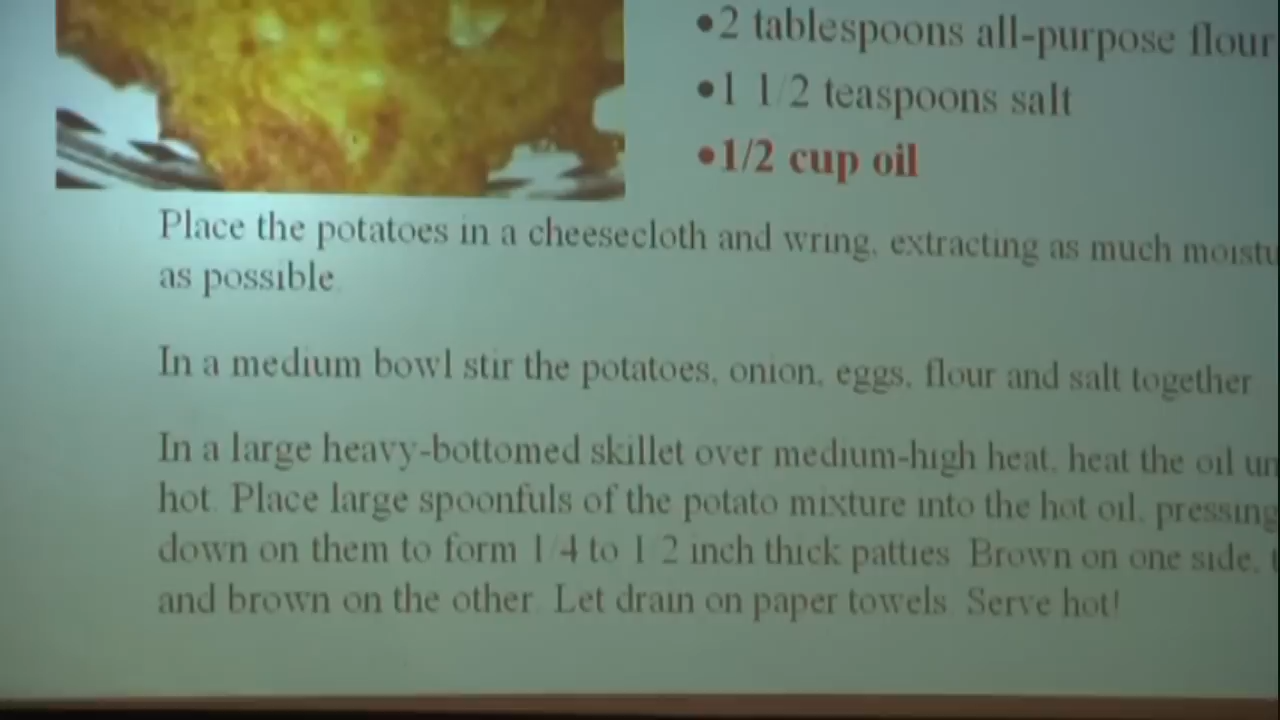 •2 tablespoons all-purpose flour
•1 1/2 teaspoons salt
•1/2 cup oil
Place the potatoes in a cheesecloth and wring, extracting as much
as possible.
In a medium bowl stir the potatoes, onion, eggs, flour and salt together
In a large heavy-bottomed skillet over medium-high heat, heat the oil
hot. Place large spoonfuls of the potato mixture into the hot oil, pressing
down on them to form 1/4 to 1/2 inch thick patties. Brown on one side,
and brown on the other. Let drain on paper towels. Serve hot!